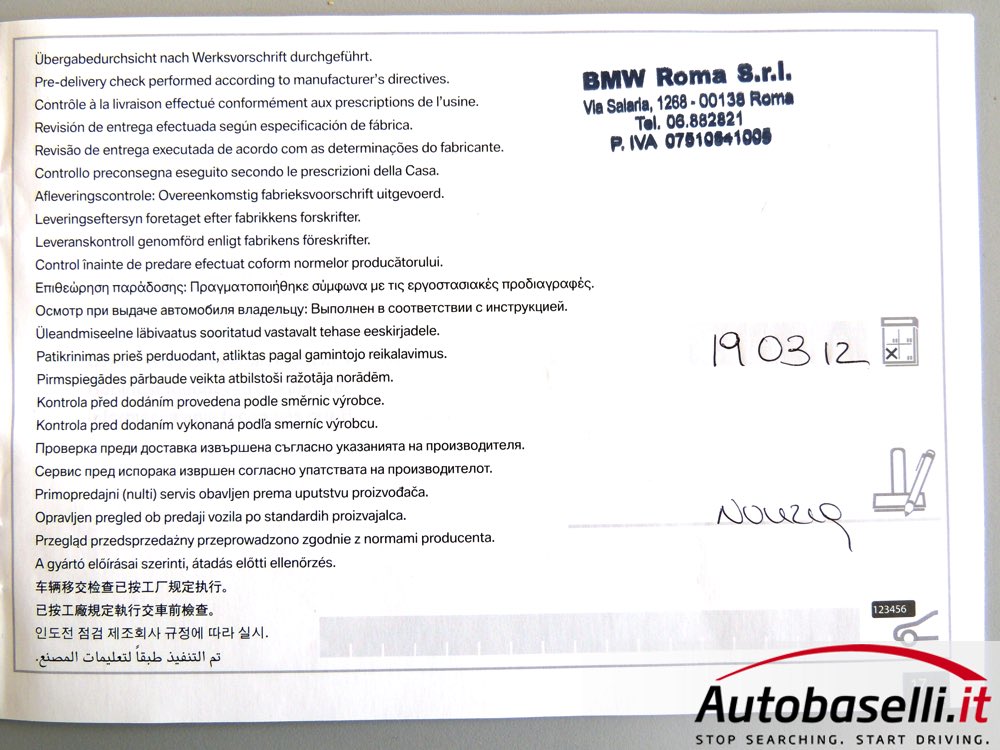 Übergabedurchsicht nach Werksvorschrift durchgeführt.
Pre-delivery check performed according to manufacturer's directives.
Contrôle à la livraison effectué conformément aux prescriptions de l'usine.
Revisión de entrega efectuada según especificación de fábrica.
Revisão de entrega executada de acordo com as determinações do fabricante.
Controllo preconsegna eseguito secondo le prescrizioni della Casa.
Afleveringscontrole: Overeenkomstig fabrieksvoorschrift uitgevoerd.
Leveringseftersyn foretaget efter fabrikkens forskrifter.
Leveranskontroll genomförd enligt fabrikens föreskrifter.
Control înainte de predare efectuat coform normelor producătorului.
Επιθεώρηση παράδοσης: Πραγματοποιήθηκε σύμφωνα με τις εργοστασιακές προδιαγραφές.
Осмотр при выдаче автомобиля владельцу: Выполнен в соответствии с инструкцией.
Üleandmiseelne läbivaatus sooritatud vastavalt tehase eeskirjadele.
Patikrinimas prieš perduodant, atliktas pagal gamintojo reikalavimus.
Pirmspiegādes pārbaude veikta atbilstoši ražotāja norādēm.
Kontrola před dodáním provedena podle směrnic výrobce.
Kontrola pred dodaním vykonaná podľa smerníc výrobcu.
Проверка преди доставка извършена съгласно указанията на производителя.
Сервис пред испорака извршен согласно упатствата на производителот.
Primopredajni (nulti) servis obavljen prema uputstvu proizvođača.
Opravljen pregled ob predaji vozila po standardih proizvajalca.
Przegląd przedsprzedażny przeprowadzono zgodnie z normami producenta.
A gyártó előírásai szerinti, átadás előtti ellenőrzés.
车辆移交检查已按工厂规定执行。
已按工廠規定執行交車前檢查。
인도전 점검 제조회사 규정에 따라 실시.
تم التنفيذ طبقاً لتعليمات المصنع.
BMW Roma S.r.l.
Via Salaria, 1268 - 00138 Roma
Tel. 06.882821
P. IVA 07510641005
19 03 12
123456
17
Autobaselli.it
STOP SEARCHING. START DRIVING.